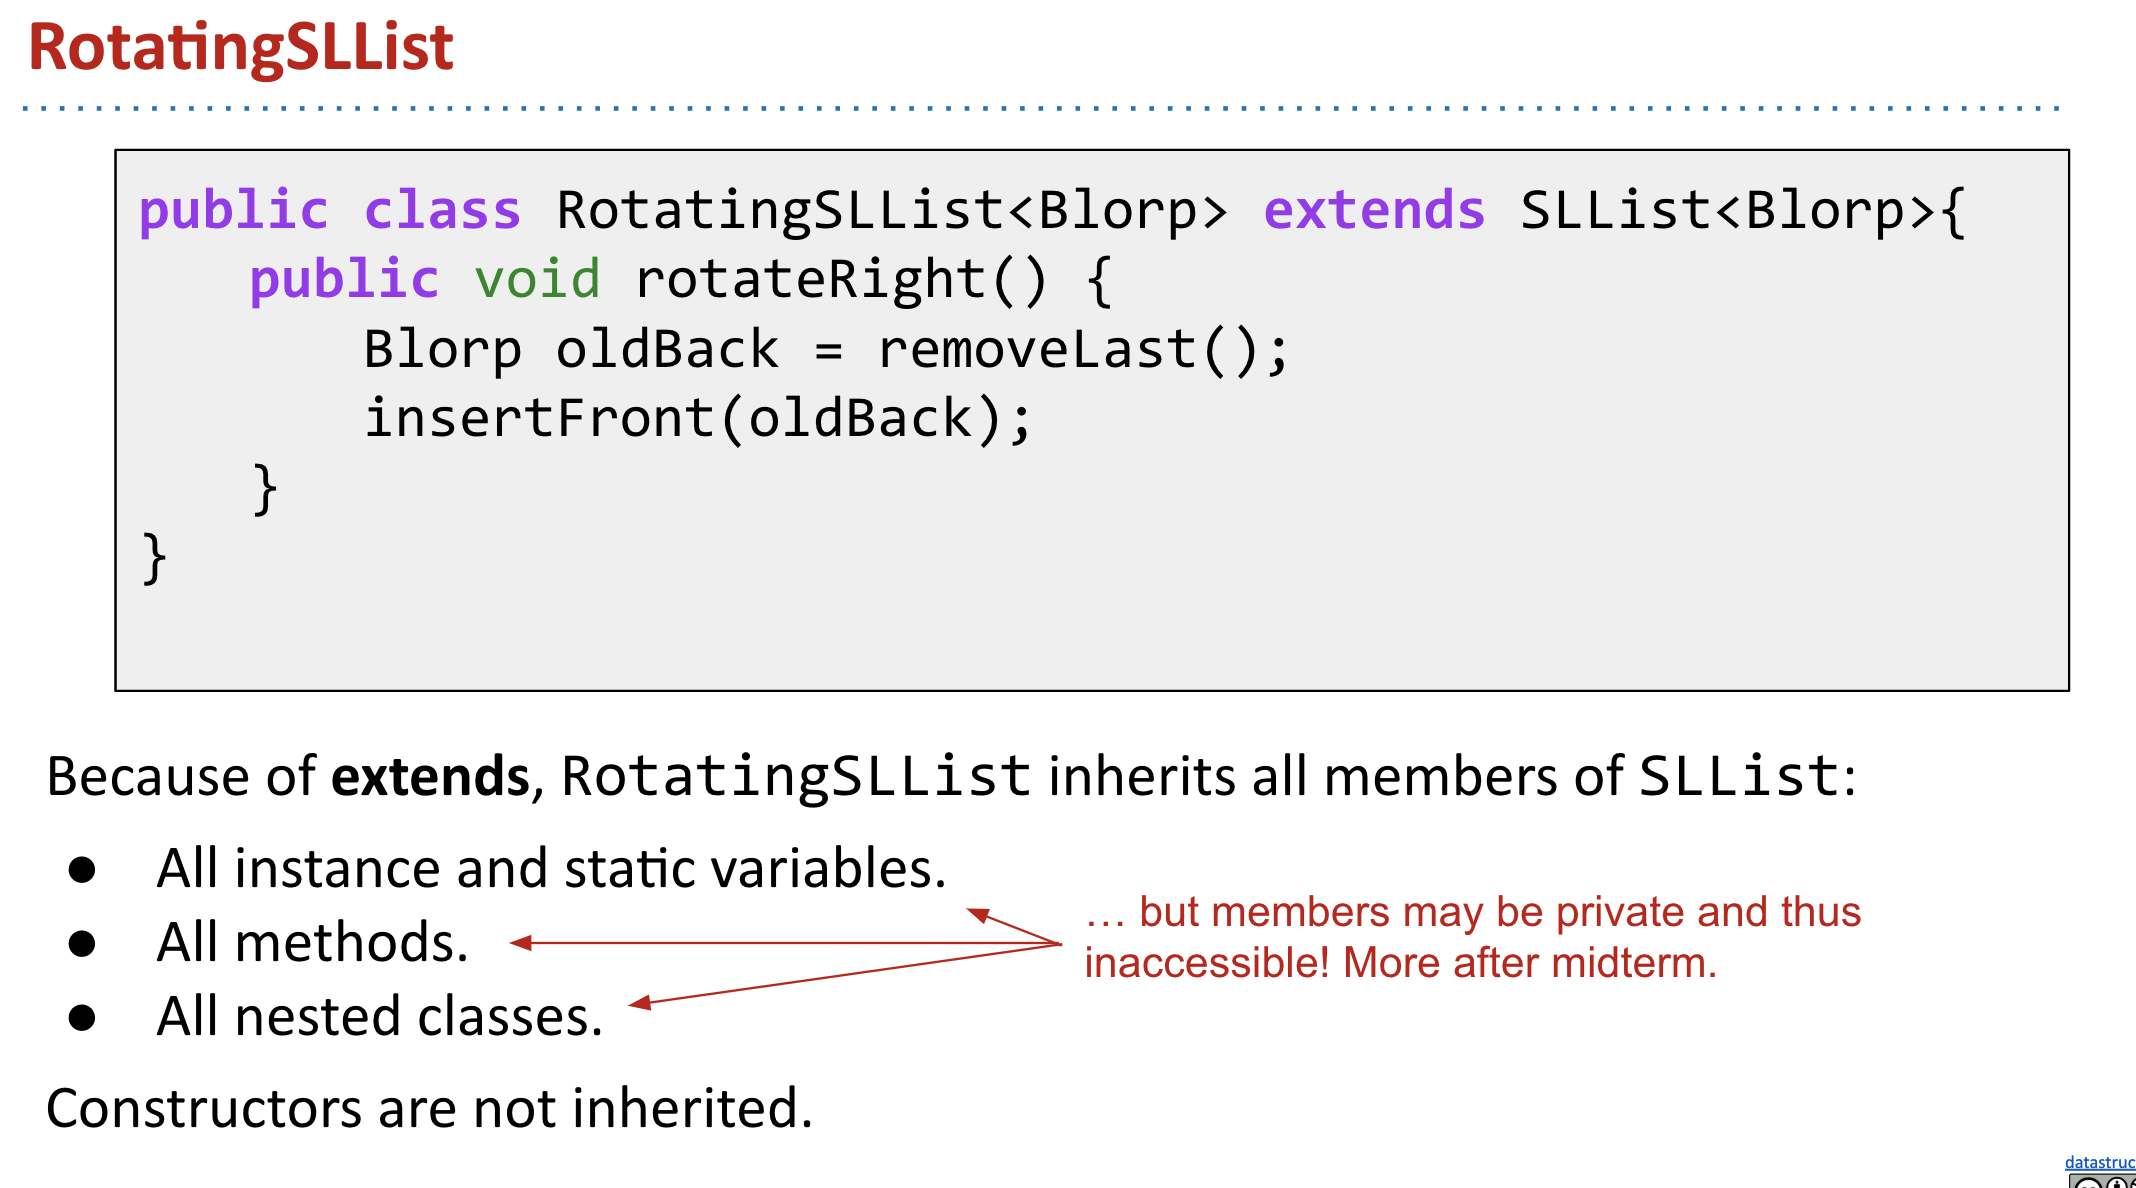 RotatingSLList
public class RotatingSLList<Blorp> extends SLList<Blorp>{
public void rotateRight() {
Blorp oldBack = removeLast();
insertFront(oldBack);
}
}
Because of extends, RotatingSLList inherits all members of SLList:
● All instance and static variables.
● All methods.
● All nested classes.
… but members may be private and thus
inaccessible! More after midterm.
Constructors are not inherited.
datastruc